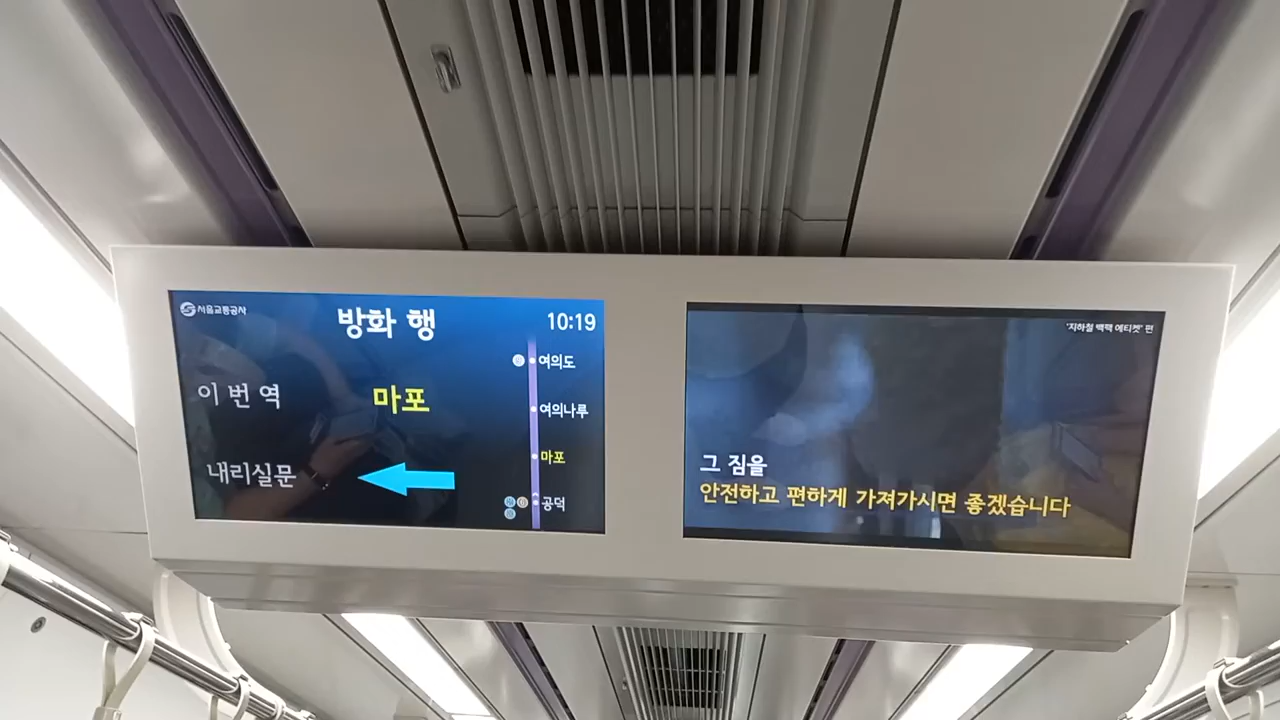 서울교통공사
방화 행
10:19
이번역
마포
내리실문
여의도
여의나루
마포
공덕
'지하철 백팩 에티켓' 편
그 짐을
안전하고 편하게 가져가시면 좋겠습니다